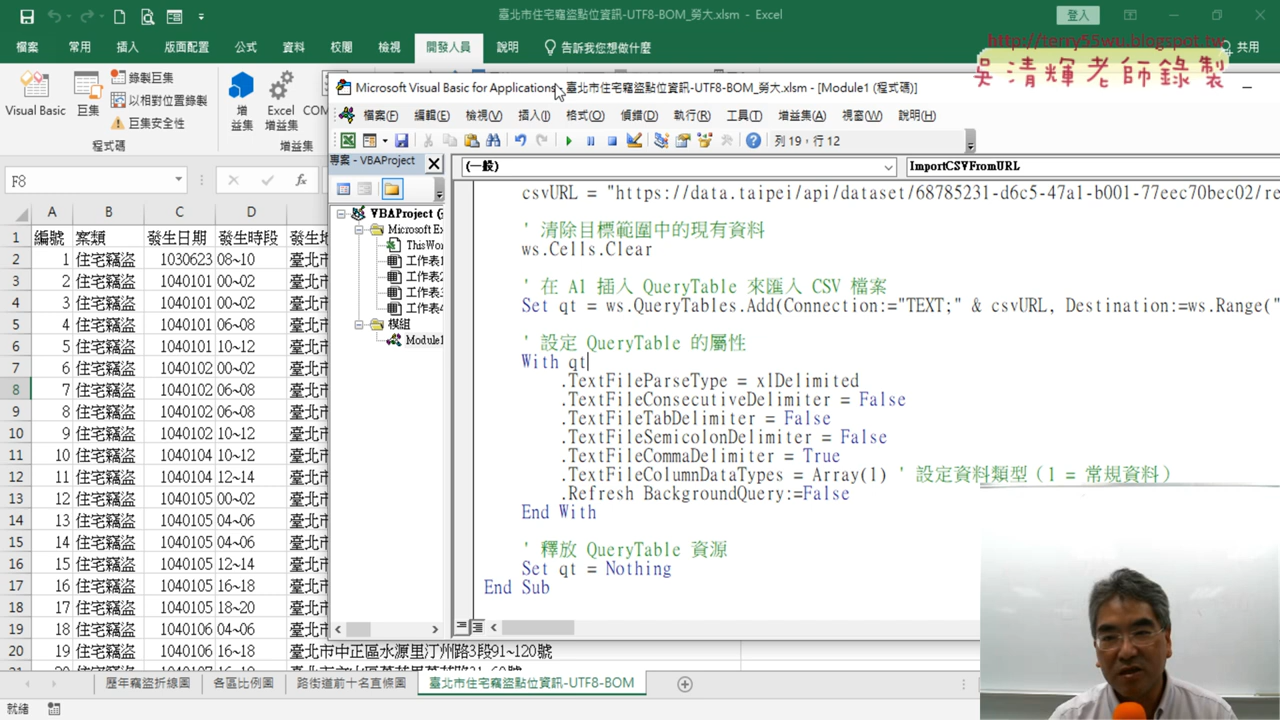 臺北市住宅竊盜點位資訊-UTF8-BOM_勞大.xlsm - Excel
登入
檔案 常用 插入 版面配置 公式 資料 校閱 檢視 開發人員 說明 告訴我您想做什麼 共用
http://terry55wu.blogspot.tw
吳清輝老師錄製
Visual Basic 巨集 錄製巨集 以相對位置錄製 巨集安全性
程式碼
增益集 Excel 增益集 COM
增益集
Microsoft Visual Basic for Applications - 臺北市住宅竊盜點位資訊-UTF8-BOM_勞大.xlsm - [Module1 (程式碼)]
檔案(F) 編輯(E) 檢視(V) 插入(I) 格式(O) 偵錯(D) 執行(R) 工具(T) 增益集(A) 視窗(W) 說明(H)
列 19，行 12
專案 - VBAProject
VBAProject (
Microsoft Ex
ThisWor
工作表1
工作表2
工作表3
工作表4
模組
Module1
(一般) ImportCSVFromURL
csvURL = "https://data.taipei/api/dataset/68785231-d6c5-47a1-b001-77eec70bec02/re
' 清除目標範圍中的現有資料
ws.Cells.Clear
' 在 A1 插入 QueryTable 來匯入 CSV 檔案
Set qt = ws.QueryTables.Add(Connection:="TEXT;" & csvURL, Destination:=ws.Range("
' 設定 QueryTable 的屬性
With qt
.TextFileParseType = xlDelimited
.TextFileConsecutiveDelimiter = False
.TextFileTabDelimiter = False
.TextFileSemicolonDelimiter = False
.TextFileCommaDelimiter = True
.TextFileColumnDataTypes = Array(1) ' 設定資料類型（1 = 常規資料）
.Refresh BackgroundQuery:=False
End With
' 釋放 QueryTable 資源
Set qt = Nothing
End Sub
F8 fx
A B C D
1 編號 案類 發生日期 發生時段 發生地
2 1 住宅竊盜 1030623 08~10 臺北市
3 2 住宅竊盜 1040101 00~02 臺北市
4 3 住宅竊盜 1040101 00~02 臺北市
5 4 住宅竊盜 1040101 06~08 臺北市
6 5 住宅竊盜 1040101 10~12 臺北市
7 6 住宅竊盜 1040102 00~02 臺北市
8 7 住宅竊盜 1040102 06~08 臺北市
9 8 住宅竊盜 1040102 06~08 臺北市
10 9 住宅竊盜 1040102 10~12 臺北市
11 10 住宅竊盜 1040104 10~12 臺北市
12 11 住宅竊盜 1040104 12~14 臺北市
13 12 住宅竊盜 1040105 00~02 臺北市
14 13 住宅竊盜 1040105 04~06 臺北市
15 14 住宅竊盜 1040105 04~06 臺北市
16 15 住宅竊盜 1040105 12~14 臺北市
17 16 住宅竊盜 1040105 16~18 臺北市
18 17 住宅竊盜 1040105 18~20 臺北市
19 18 住宅竊盜 1040106 04~06 臺北市
20 19 住宅竊盜 1040106 16~18 臺北市中正區水源里汀州路3段91~120號
歷年竊盜折線圖 各區比例圖 路街道前十名直條圖 臺北市住宅竊盜點位資訊-UTF8-BOM
就緒